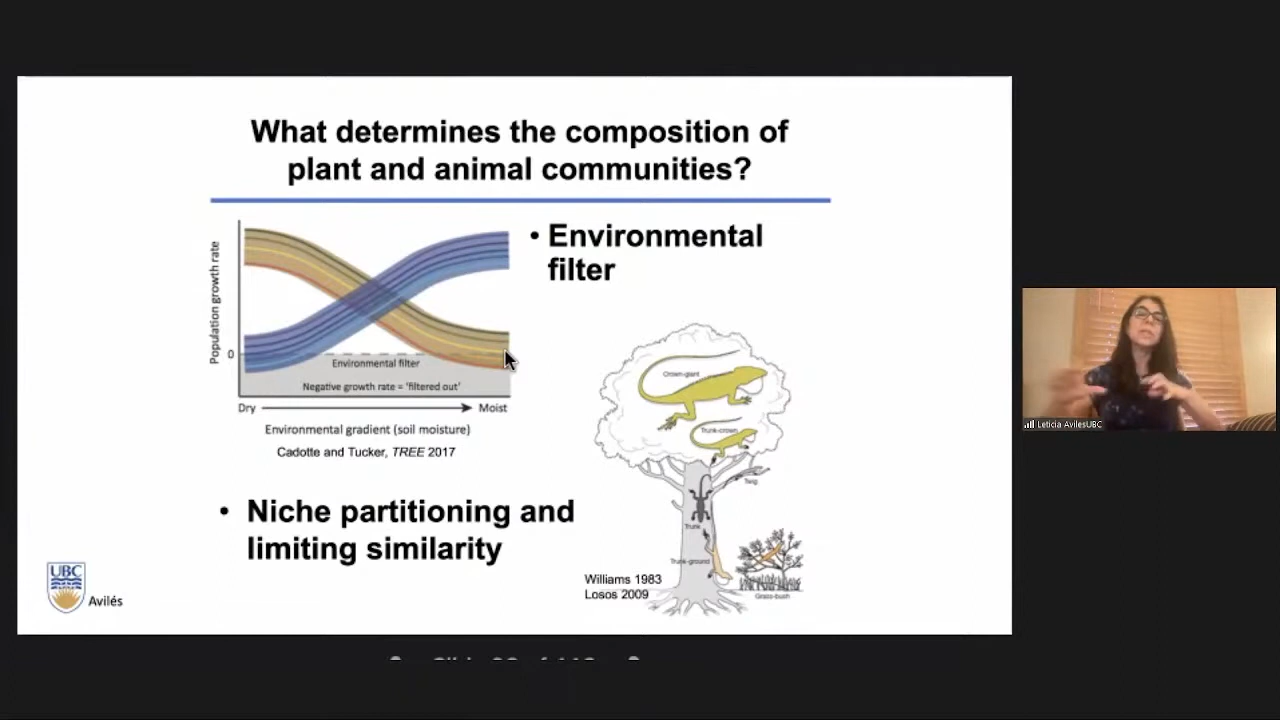 What determines the composition of
plant and animal communities?
Population growth rate
0
Environmental filter
Negative growth rate = 'filtered out'
Dry
Moist
Environmental gradient (soil moisture)
Cadotte and Tucker, TREE 2017
• Environmental
filter
Crown-giant
Trunk-crown
Twig
Trunk
Trunk-ground
Grass-bush
Williams 1983
Losos 2009
• Niche partitioning and
limiting similarity
UBC
Avilés
Leticia AvilesUBC